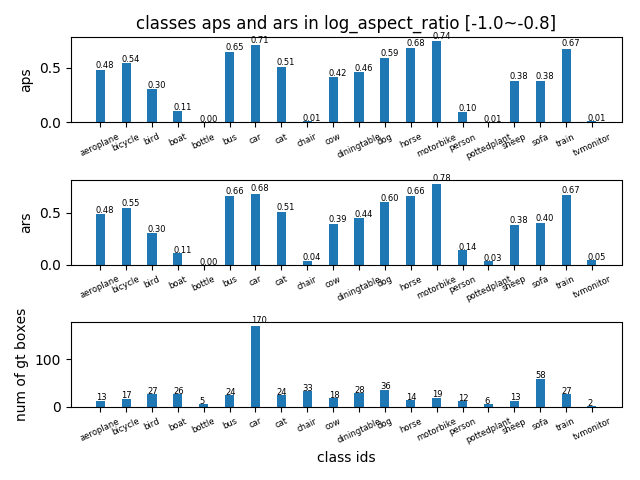 classes aps and ars in log_aspect_ratio [-1.0~-0.8]
aps
0.5
0.0
0.48 0.54 0.30 0.11 0.00 0.65 0.71 0.51 0.01 0.42 0.46 0.59 0.68 0.74 0.10 0.01 0.38 0.38 0.67 0.01
aeroplane bicycle bird boat bottle bus car cat chair cow diningtable dog horse motorbike person pottedplant sheep sofa train tvmonitor
ars
0.5
0.0
0.48 0.55 0.30 0.11 0.00 0.66 0.68 0.51 0.04 0.39 0.44 0.60 0.66 0.78 0.14 0.03 0.38 0.40 0.67 0.05
aeroplane bicycle bird boat bottle bus car cat chair cow diningtable dog horse motorbike person pottedplant sheep sofa train tvmonitor
num of gt boxes
100
0
13 17 27 26 5 24 170 24 33 18 28 36 14 19 12 6 13 58 27 2
aeroplane bicycle bird boat bottle bus car cat chair cow diningtable dog horse motorbike person pottedplant sheep sofa train tvmonitor
class ids